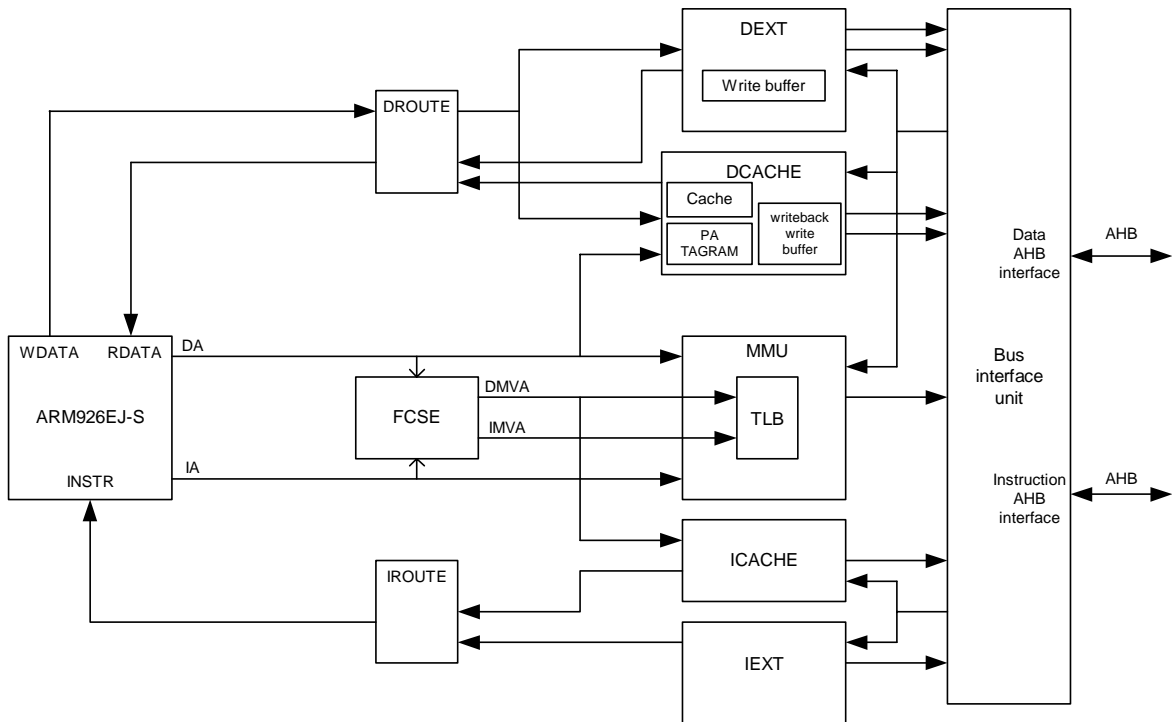 DEXT
Write buffer
DROUTE
DCACHE
Cache
PA
TAGRAM
writeback
write
buffer
Data
AHB
interface
AHB
WDATA
RDATA
DA
MMU
ARM926EJ-S
FCSE
DMVA
IMVA
TLB
Bus
interface
unit
INSTR
IA
Instruction
AHB
interface
AHB
IROUTE
ICACHE
IEXT